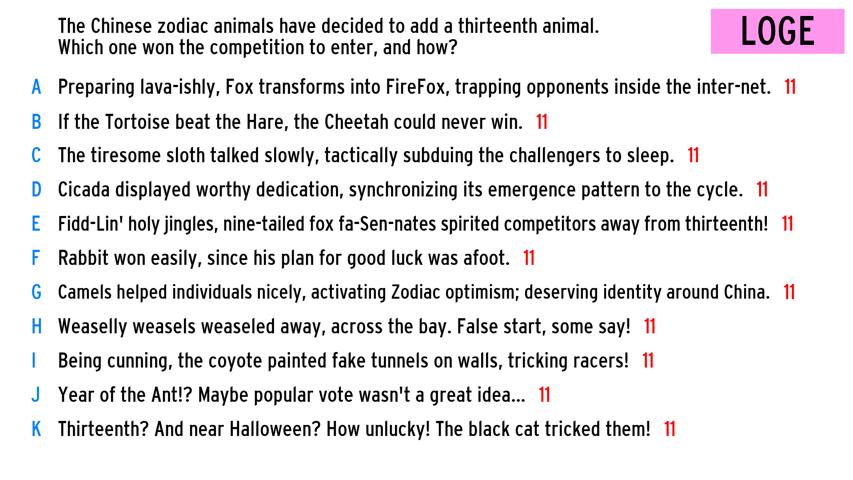 The Chinese zodiac animals have decided to add a thirteenth animal.
Which one won the competition to enter, and how?
LOGE
A Preparing lava-ishly, Fox transforms into FireFox, trapping opponents inside the inter-net. 11
B If the Tortoise beat the Hare, the Cheetah could never win. 11
C The tiresome sloth talked slowly, tactically subduing the challengers to sleep. 11
D Cicada displayed worthy dedication, synchronizing its emergence pattern to the cycle. 11
E Fidd-Lin' holy jingles, nine-tailed fox fa-Sen-nates spirited competitors away from thirteenth! 11
F Rabbit won easily, since his plan for good luck was afoot. 11
G Camels helped individuals nicely, activating Zodiac optimism; deserving identity around China. 11
H Weaselly weasels weaseled away, across the bay. False start, some say! 11
I Being cunning, the coyote painted fake tunnels on walls, tricking racers! 11
J Year of the Ant!? Maybe popular vote wasn't a great idea... 11
K Thirteenth? And near Halloween? How unlucky! The black cat tricked them! 11